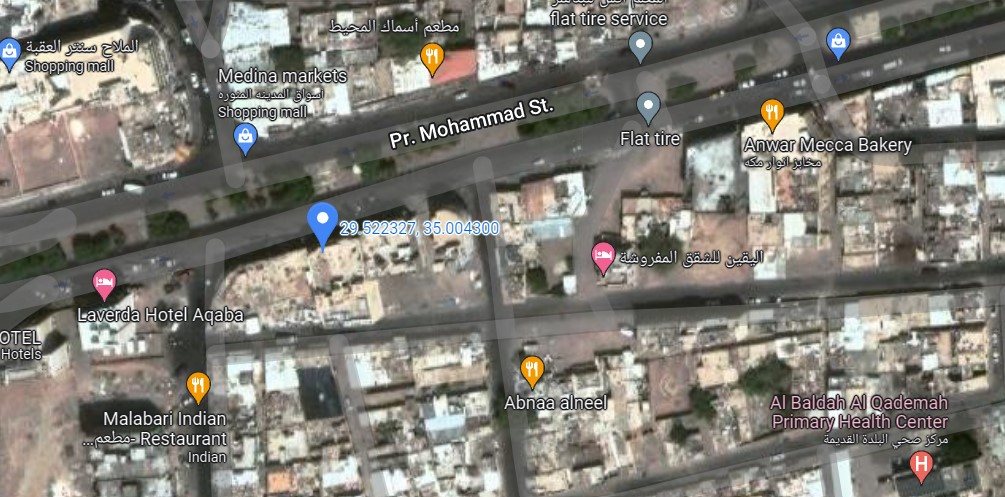 مطعم أسماك المحيط
flat tire service
الملاح سنتر العقبة
Shopping mall
Medina markets
اسواق المدينه المنوره
Shopping mall
Pr. Mohammad St.
Flat tire
Anwar Mecca Bakery
مخابز انوار مكه
29.522327, 35.004300
اليقين للشقق المفروشة
Laverda Hotel Aqaba
OTEL
Hotels
Abnaa alneel
Malabari Indian
Restaurant -مطعم...
Indian
Al Baldah Al Qademah
Primary Health Center
مركز صحي البلدة القديمة
H